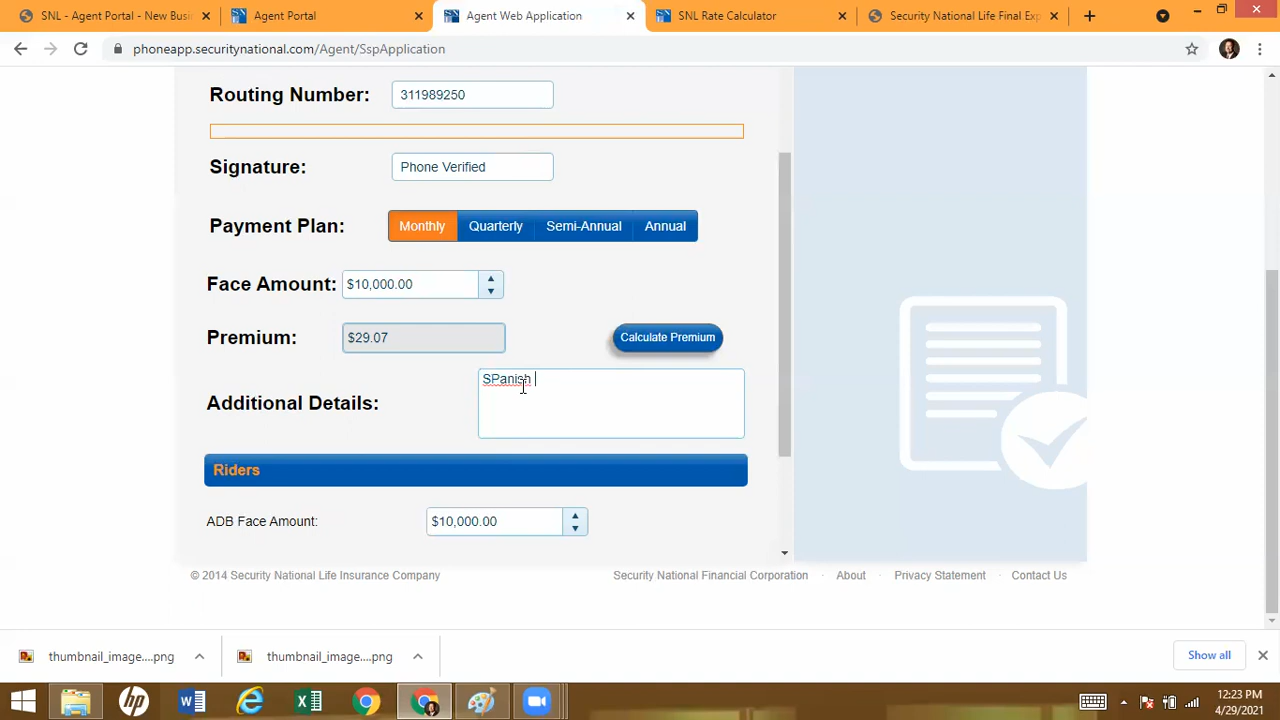 SNL - Agent Portal - New Busi
Agent Portal
Agent Web Application
SNL Rate Calculator
Security National Life Final Exp
phoneapp.securitynational.com/Agent/SspApplication
Routing Number: 311989250
Signature: Phone Verified
Payment Plan: Monthly Quarterly Semi-Annual Annual
Face Amount: $10,000.00
Premium: $29.07 Calculate Premium
Additional Details: SPanish
Riders
ADB Face Amount: $10,000.00
© 2014 Security National Life Insurance Company Security National Financial Corporation · About · Privacy Statement · Contact Us
thumbnail_image....png thumbnail_image....png Show all
12:23 PM
4/29/2021